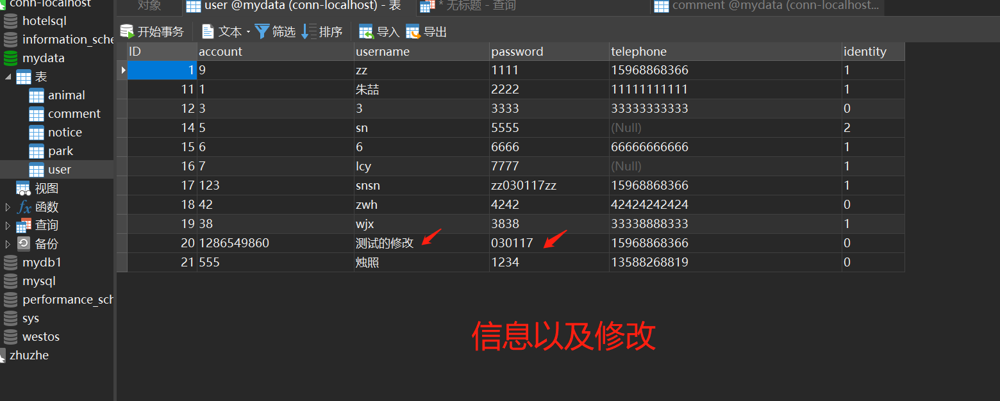 conn-localhost
hotelsql
information_sche
mydata
表
animal
comment
notice
park
user
视图
fx 函数
查询
备份
mydb1
mysql
performance_sch
sys
westos
zhuzhe
对象 user @mydata (conn-localhost) - 表 * 无标题 - 查询 comment @mydata (conn-localhost...
开始事务 文本 筛选 排序 导入 导出
ID account username password telephone identity
1 9 zz 1111 15968868366 1
11 1 朱喆 2222 11111111111 1
12 3 3 3333 33333333333 0
14 5 sn 5555 (Null) 2
15 6 6 6666 66666666666 1
16 7 lcy 7777 (Null) 1
17 123 snsn zz030117zz 15968868366 1
18 42 zwh 4242 42424242424 0
19 38 wjx 3838 33338888333 1
20 1286549860 测试的修改 030117 15968868366 0
21 555 烛照 1234 13588268819 0
信息以及修改